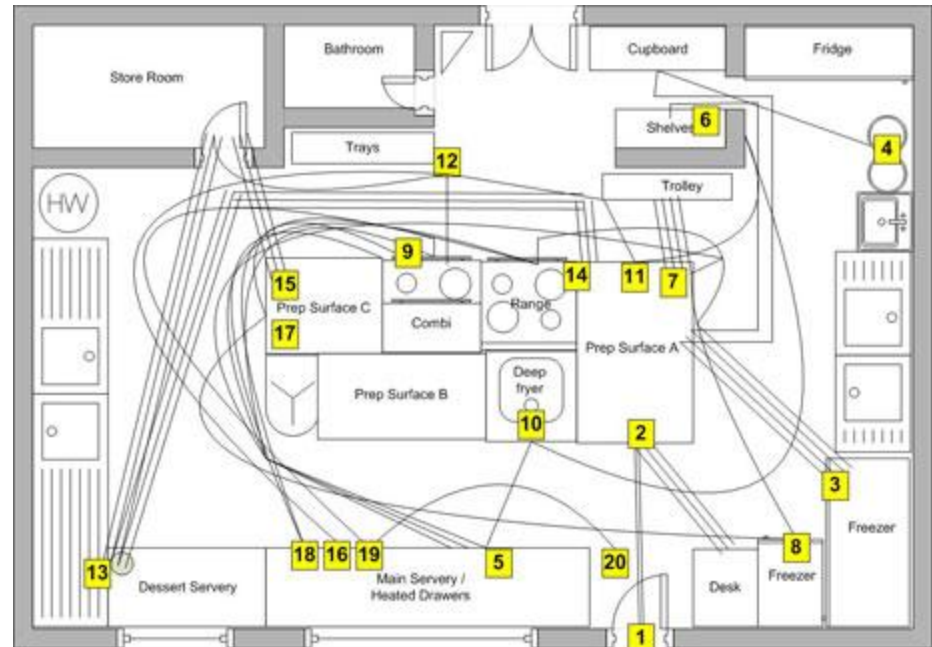 Store Room
Bathroom
Cupboard
Fridge
Trays
Shelves
6
4
12
Trolley
HW
9
14
11
7
15
Range
Prep Surface C
17
Combi
Prep Surface A
Deep
fryer
Prep Surface B
10
2
3
Freezer
18
16
19
5
20
8
13
Dessert Servery
Main Servery /
Heated Drawers
Desk
Freezer
1